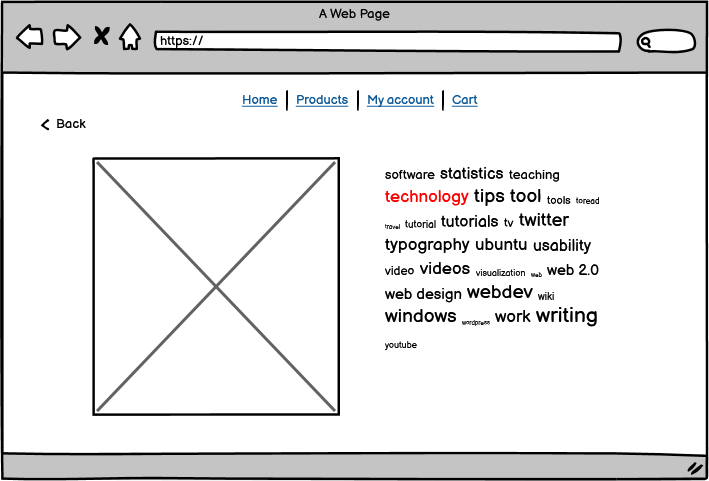 A Web Page
https://
Home Products My account Cart
Back
software statistics teaching
technology tips tool tools toread
travel tutorial tutorials tv twitter
typography ubuntu usability
video videos visualization Web web 2.0
web design webdev wiki
windows wordpress work writing
youtube